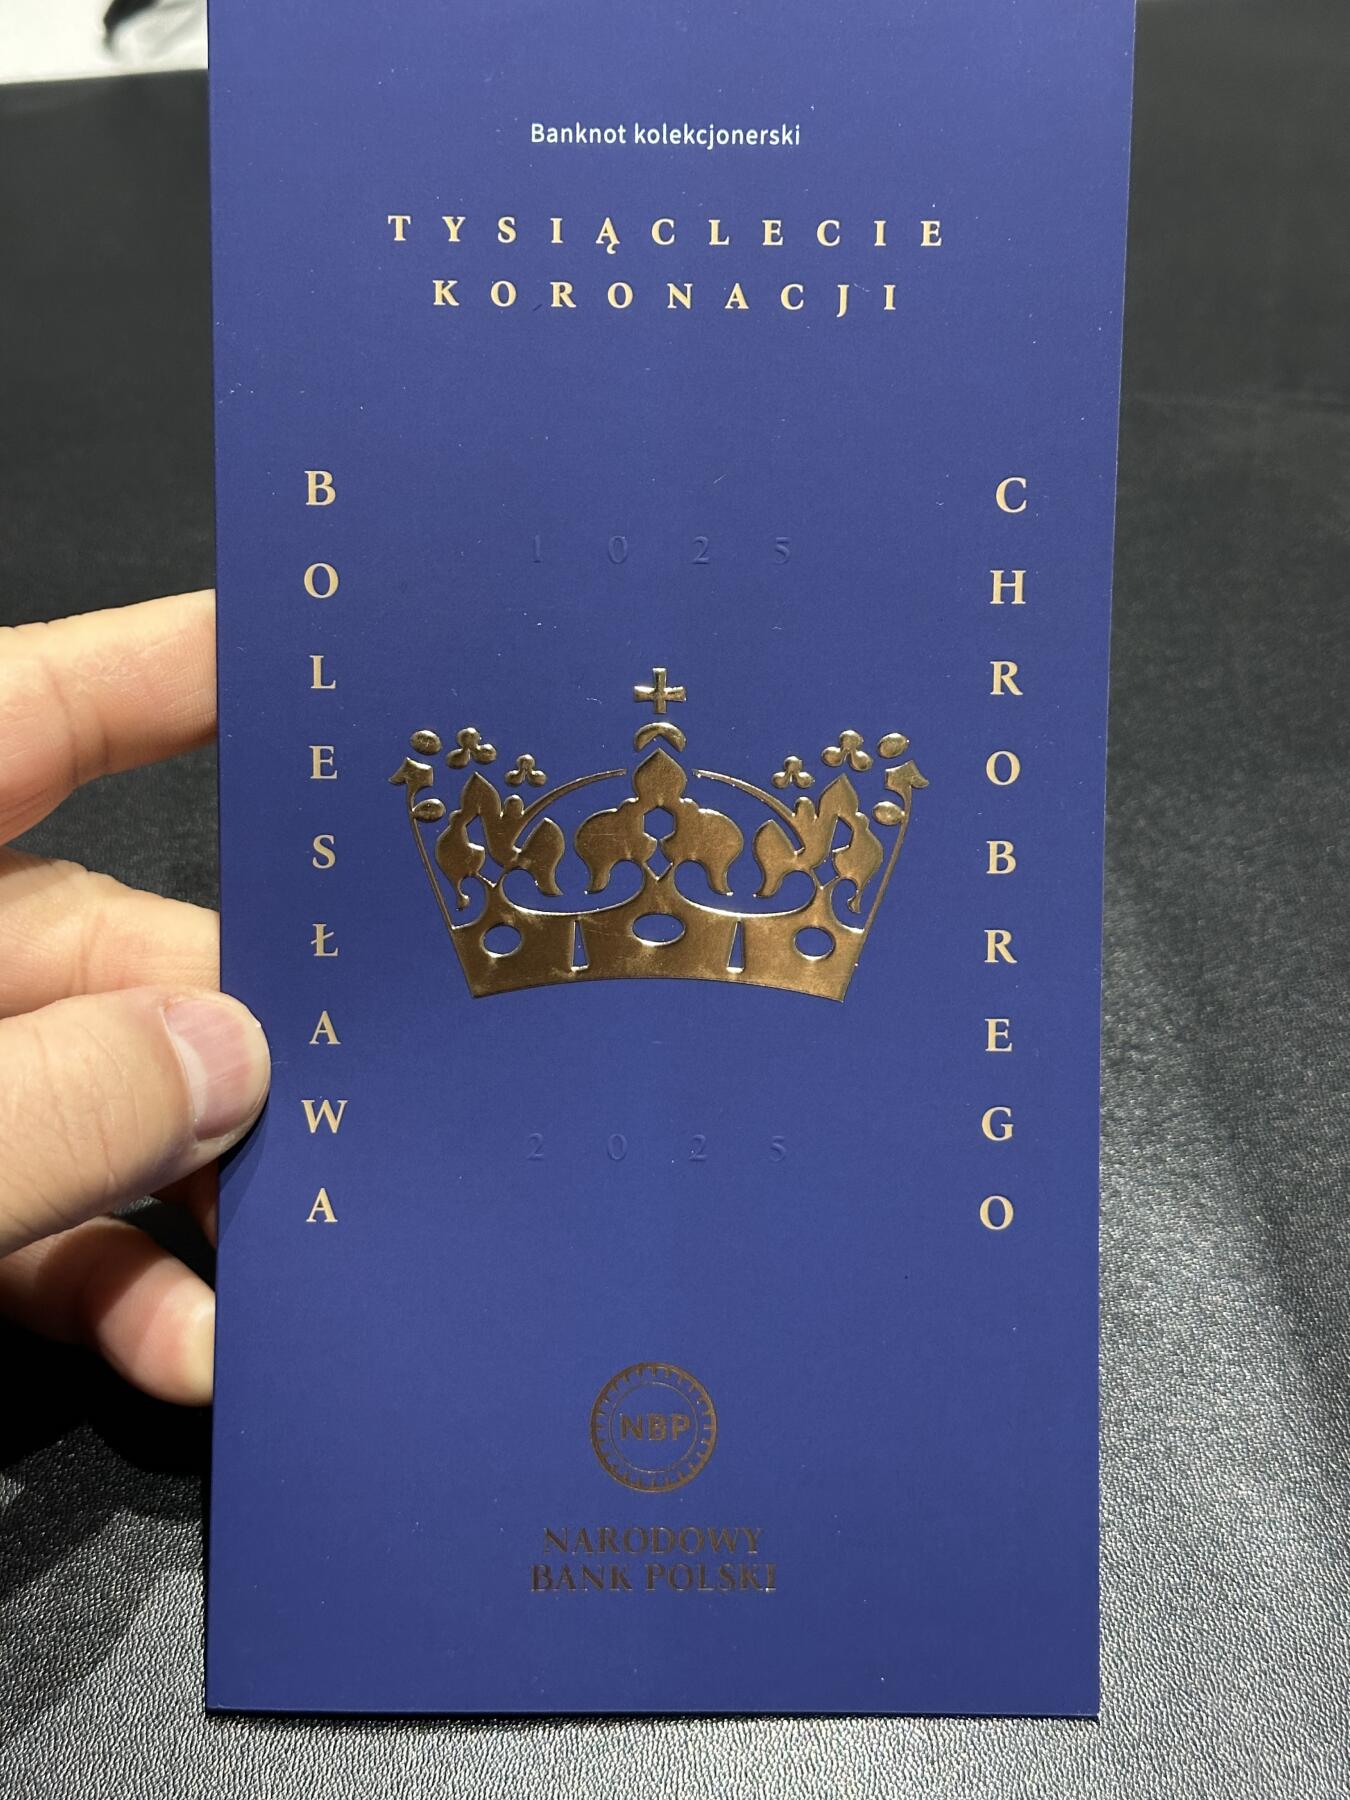 Banknot kolekcjonerski
TYSIĄCLECIE
KORONACJI
BOLESŁAWA
CHROBREGO
1025
2025
NBP
NARODOWY
BANK POLSKI